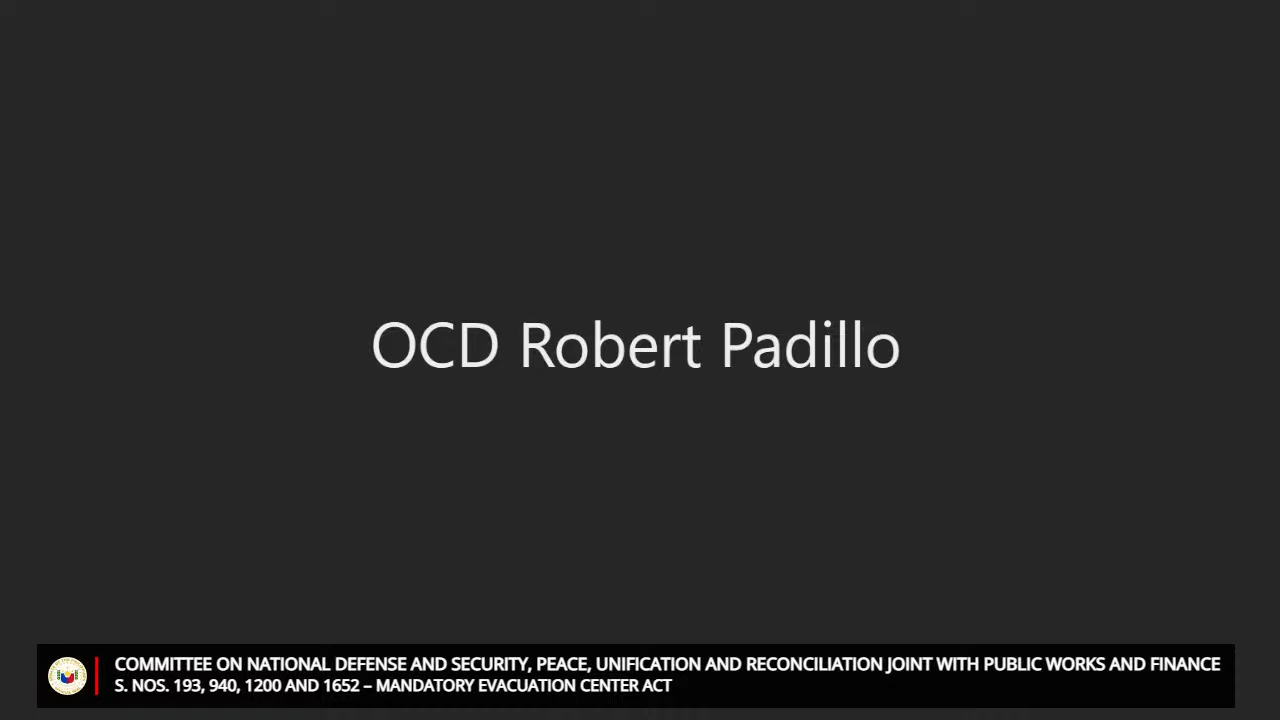 OCD Robert Padillo
COMMITTEE ON NATIONAL DEFENSE AND SECURITY, PEACE, UNIFICATION AND RECONCILIATION JOINT WITH PUBLIC WORKS AND FINANCE
S. NOS. 193, 940, 1200 AND 1652 – MANDATORY EVACUATION CENTER ACT